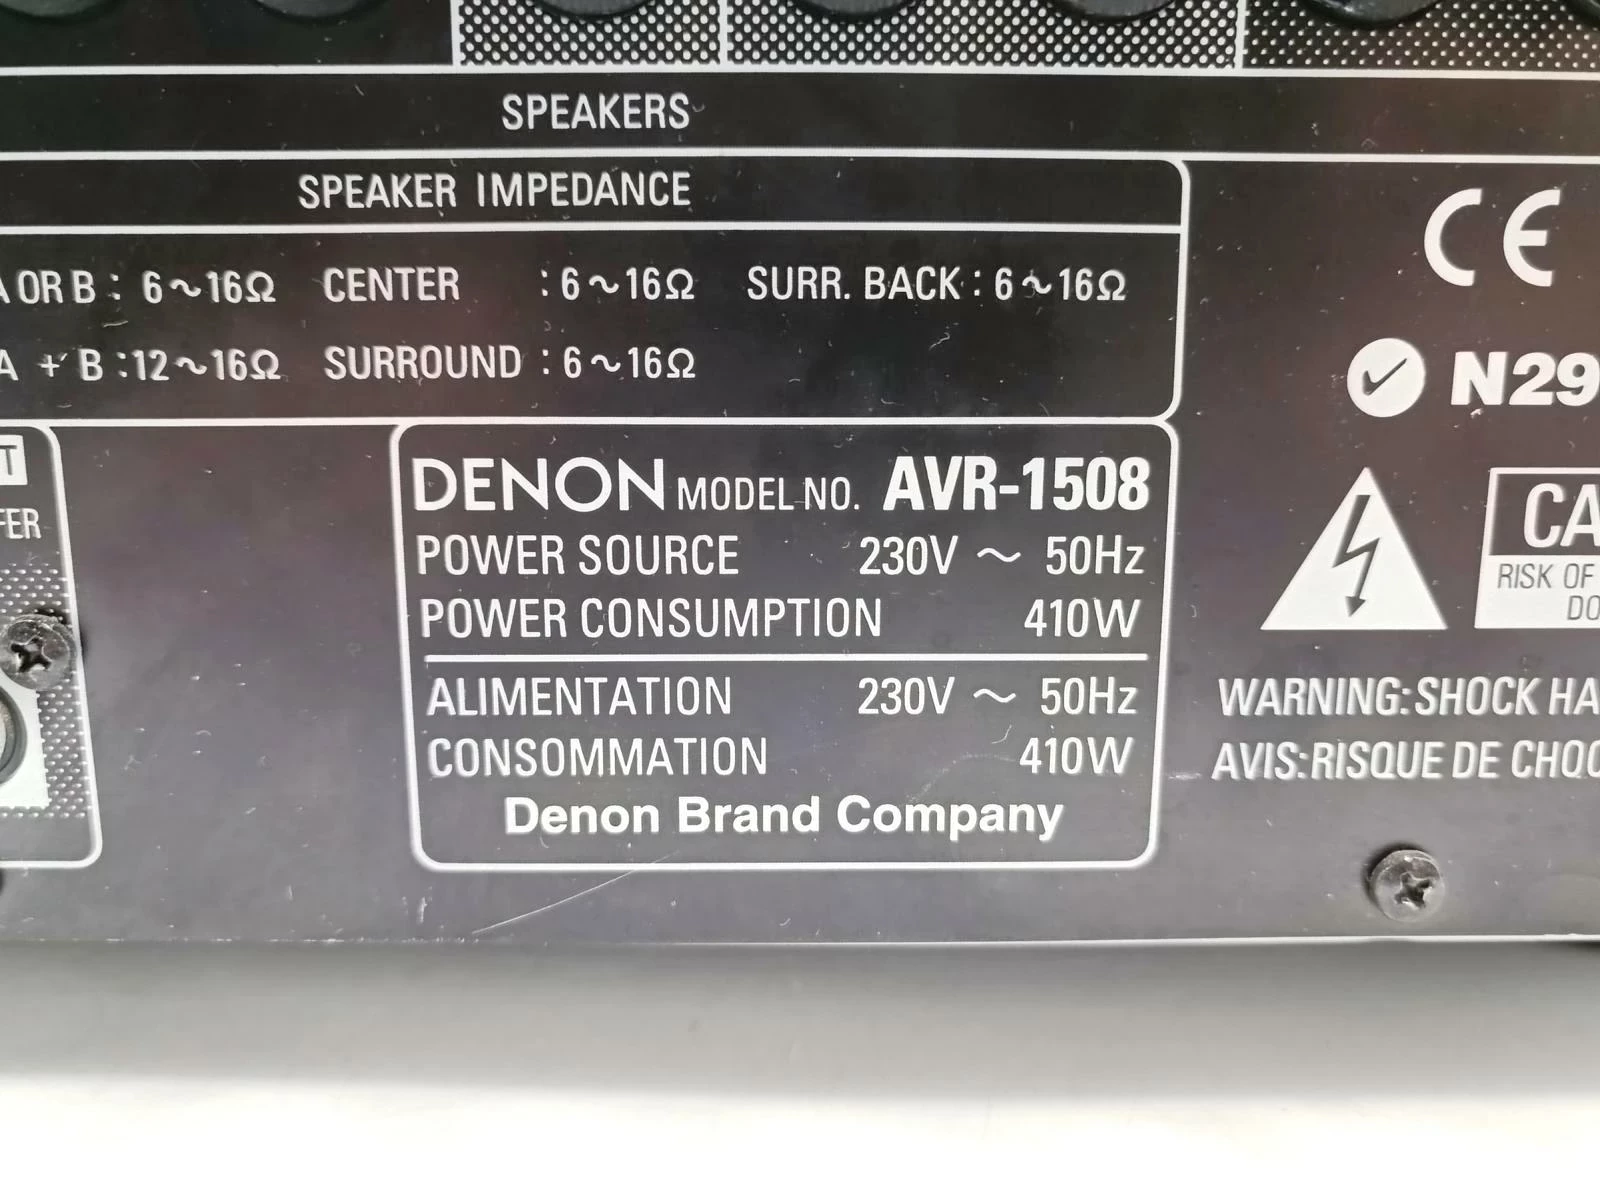 SPEAKERS
SPEAKER IMPEDANCE
A OR B : 6~16Ω CENTER : 6~16Ω SURR. BACK : 6~16Ω
A + B : 12~16Ω SURROUND : 6~16Ω
CE
N29
T
FER
DENON MODEL NO. AVR-1508
POWER SOURCE 230V ~ 50Hz
POWER CONSUMPTION 410W
ALIMENTATION 230V ~ 50Hz
CONSOMMATION 410W
Denon Brand Company
CA
RISK OF
DO
WARNING: SHOCK HA
AVIS: RISQUE DE CHOC